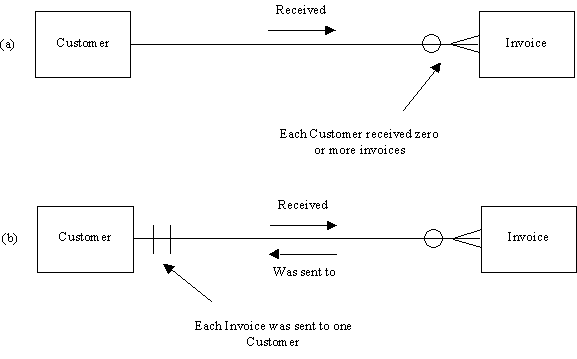 Received
(a)
Customer
Invoice
Each Customer received zero
or more invoices
Received
(b)
Customer
Invoice
Was sent to
Each Invoice was sent to one
Customer